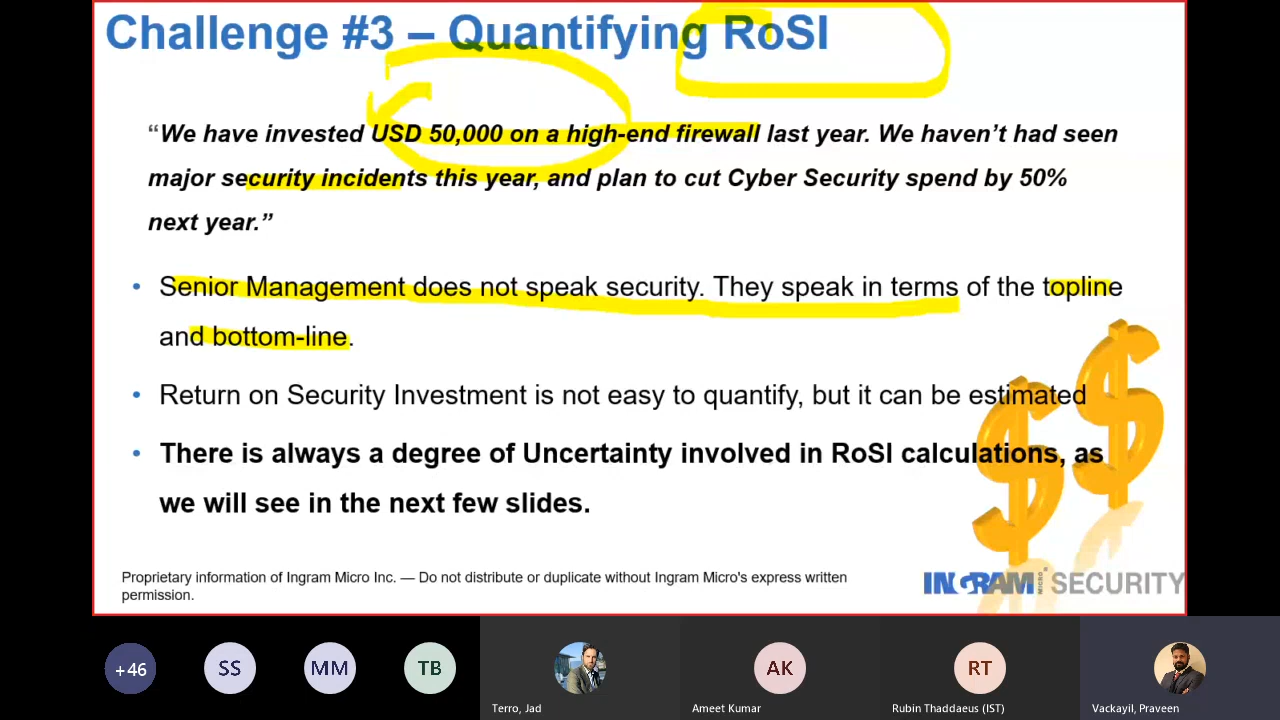 Challenge #3 – Quantifying RoSI
“We have invested USD 50,000 on a high-end firewall last year. We haven’t had seen
major security incidents this year, and plan to cut Cyber Security spend by 50%
next year.”
• Senior Management does not speak security. They speak in terms of the topline
and bottom-line.
• Return on Security Investment is not easy to quantify, but it can be estimated
• There is always a degree of Uncertainty involved in RoSI calculations, as
we will see in the next few slides.
Proprietary information of Ingram Micro Inc. — Do not distribute or duplicate without Ingram Micro's express written
permission.
INGRAM MICRO SECURITY
+46 SS MM TB AK RT
Terro, Jad Ameet Kumar Rubin Thaddaeus (IST) Vackayil, Praveen